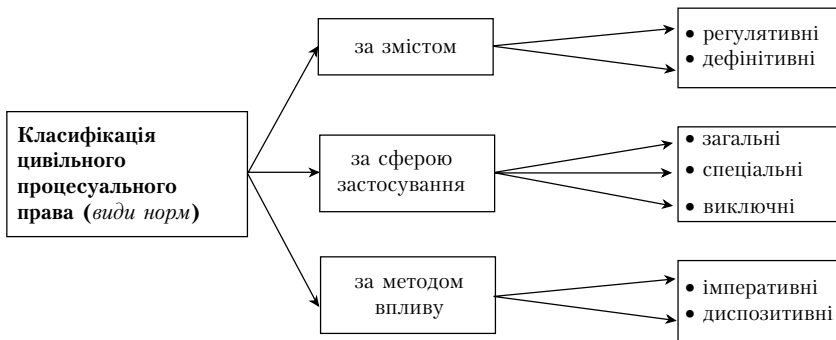 Класифікація
цивільного
процесуального
права (види норм)
за змістом
• регулятивні
• дефінітивні
за сферою
застосування
• загальні
• спеціальні
• виключні
за методом
впливу
• імперативні
• диспозитивні